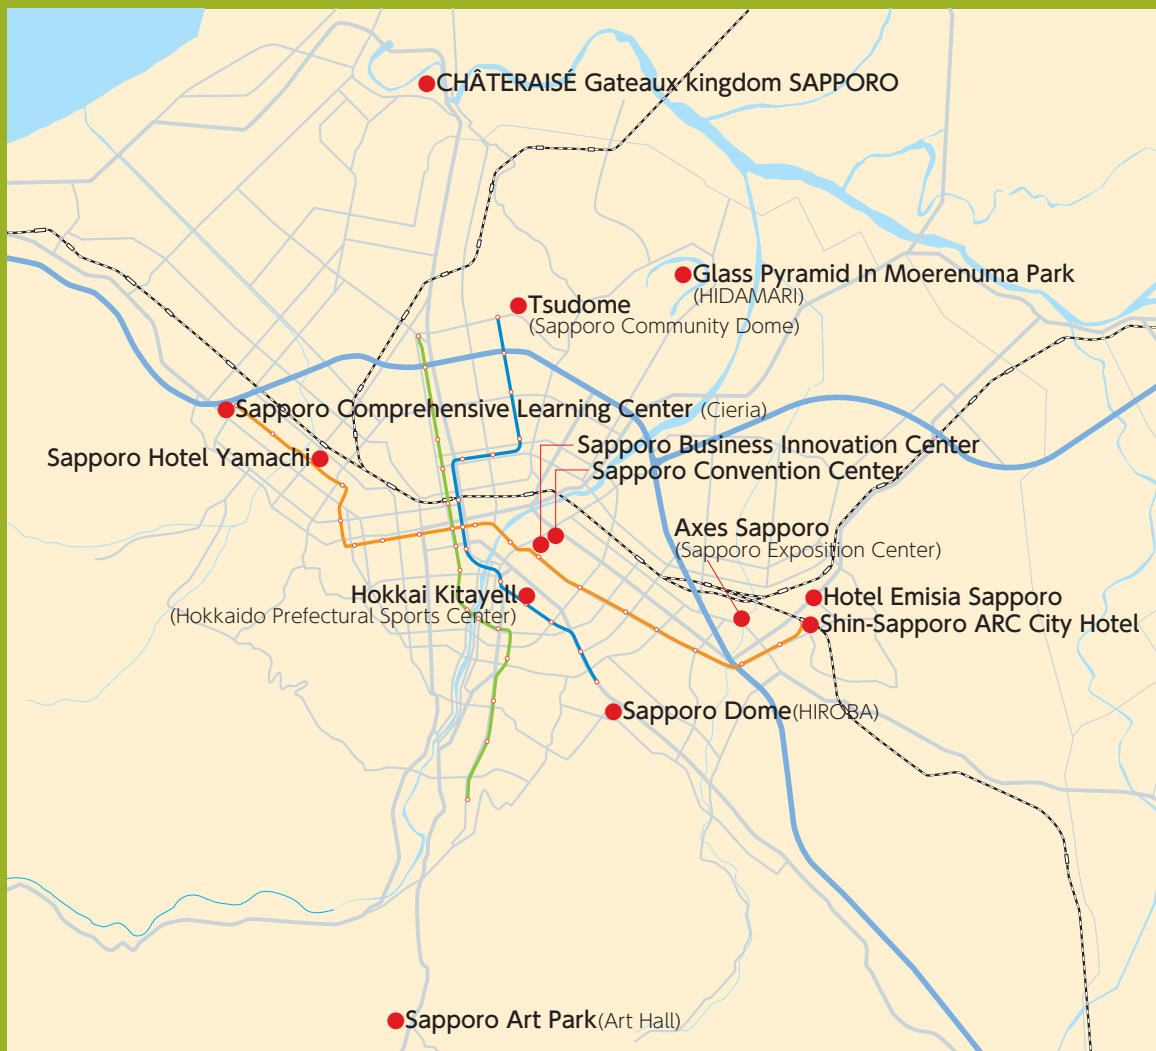 CHÂTERAISÉ Gateaux kingdom SAPPORO
Glass Pyramid In Moerenuma Park
(HIDAMARI)
Tsudome
(Sapporo Community Dome)
Sapporo Comprehensive Learning Center (Cieria)
Sapporo Business Innovation Center
Sapporo Hotel Yamachi
Sapporo Convention Center
Axes Sapporo
(Sapporo Exposition Center)
Hokkai Kitayell
(Hokkaido Prefectural Sports Center)
Hotel Emisia Sapporo
Shin-Sapporo ARC City Hotel
Sapporo Dome(HIROBA)
Sapporo Art Park(Art Hall)